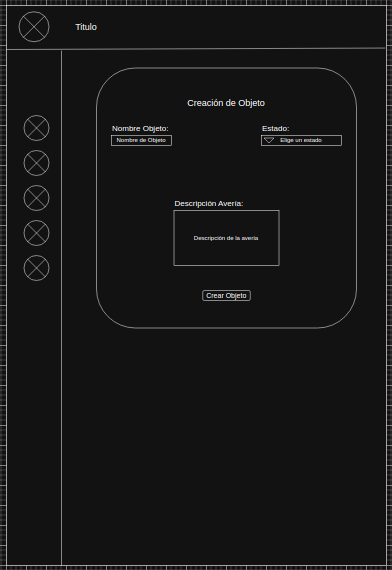 Titulo
Creación de Objeto
Nombre Objeto:
Estado:
Nombre de Objeto
Elige un estado
Descripción Avería:
Descripción de la avería
Crear Objeto